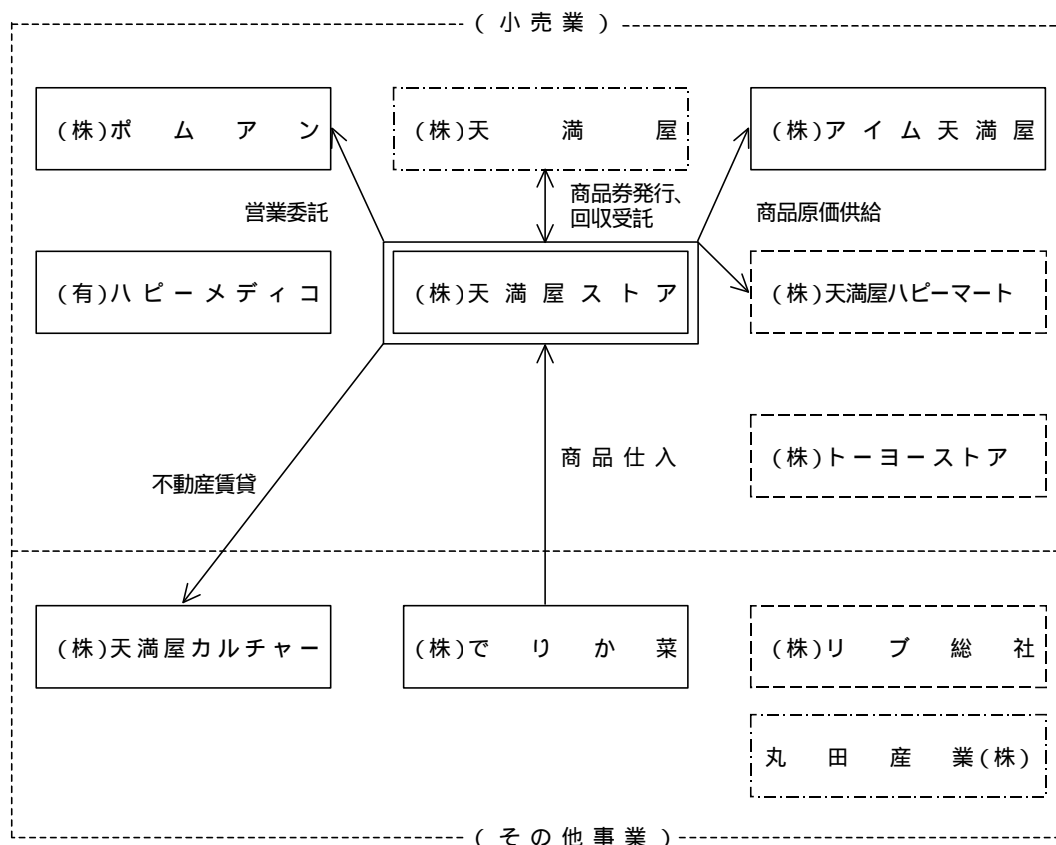 (小売業)
(株)ポムアン
(株)天満屋
(株)アイム天満屋
営業委託
商品券発行、
回収受託
商品原価供給
(有)ハピーメディコ
(株)天満屋ストア
(株)天満屋ハピーマート
(株)トーヨーストア
商品仕入
不動産賃貸
(株)天満屋カルチャー
(株)でりか菜
(株)リブ総社
丸田産業(株)
(その他事業)